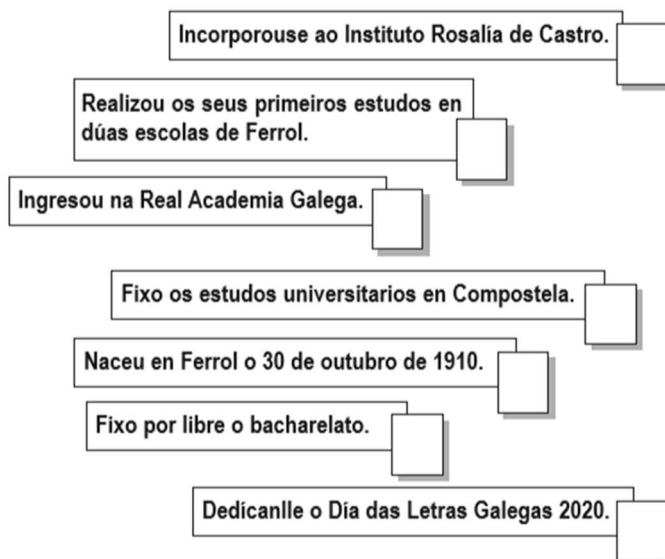 Incorporouse ao Instituto Rosalía de Castro.
Realizou os seus primeiros estudos en
dúas escolas de Ferrol.
Ingresou na Real Academia Galega.
Fixo os estudos universitarios en Compostela.
Naceu en Ferrol o 30 de outubro de 1910.
Fixo por libre o bacharelato.
Dedícanlle o Día das Letras Galegas 2020.